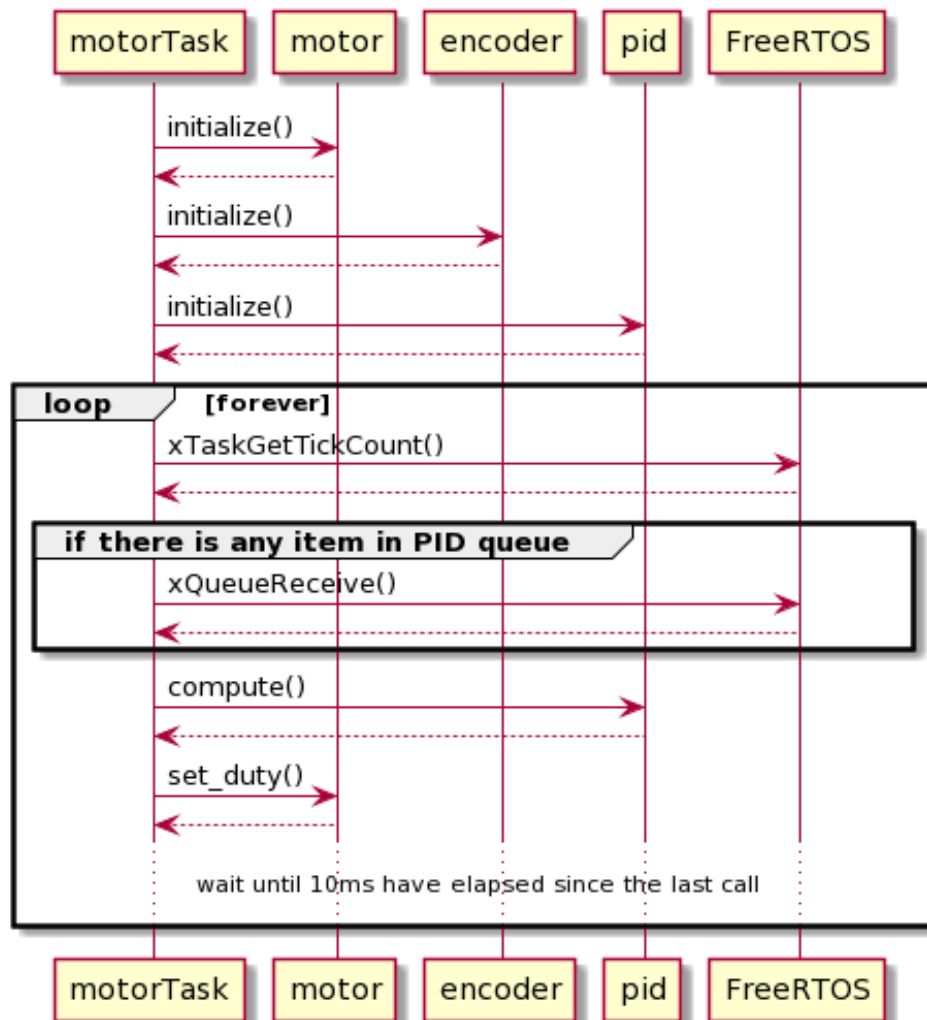 motorTask motor encoder pid FreeRTOS
initialize()
initialize()
initialize()
loop [forever]
xTaskGetTickCount()
if there is any item in PID queue
xQueueReceive()
compute()
set_duty()
wait until 10ms have elapsed since the last call
motorTask motor encoder pid FreeRTOS